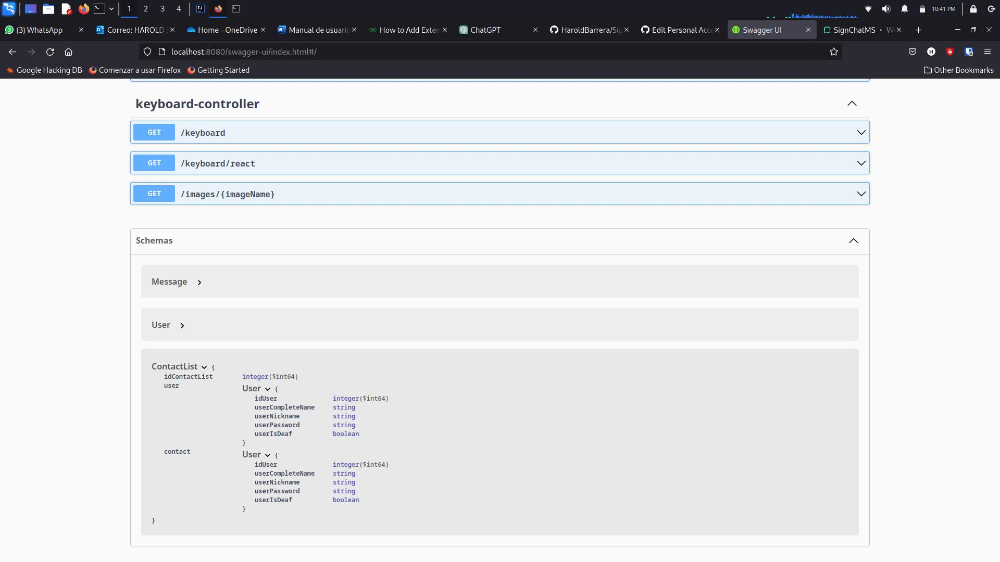 1 2 3 4 10:41 PM
(3) WhatsApp
Correo: HAROLD S
Home - OneDrive
Manual de usuario
How to Add Exter
ChatGPT
HaroldBarrera/Sig
Edit Personal Acce
Swagger UI
SignChatMS • W
localhost:8080/swagger-ui/index.html#/
Google Hacking DB
Comenzar a usar Firefox
Getting Started
Other Bookmarks
keyboard-controller
GET /keyboard
GET /keyboard/react
GET /images/{imageName}
Schemas
Message
User
ContactList {
idContactList integer($int64)
user
User {
idUser integer($int64)
userCompleteName string
userNickname string
userPassword string
userIsDeaf boolean
}
contact
User {
idUser integer($int64)
userCompleteName string
userNickname string
userPassword string
userIsDeaf boolean
}
}